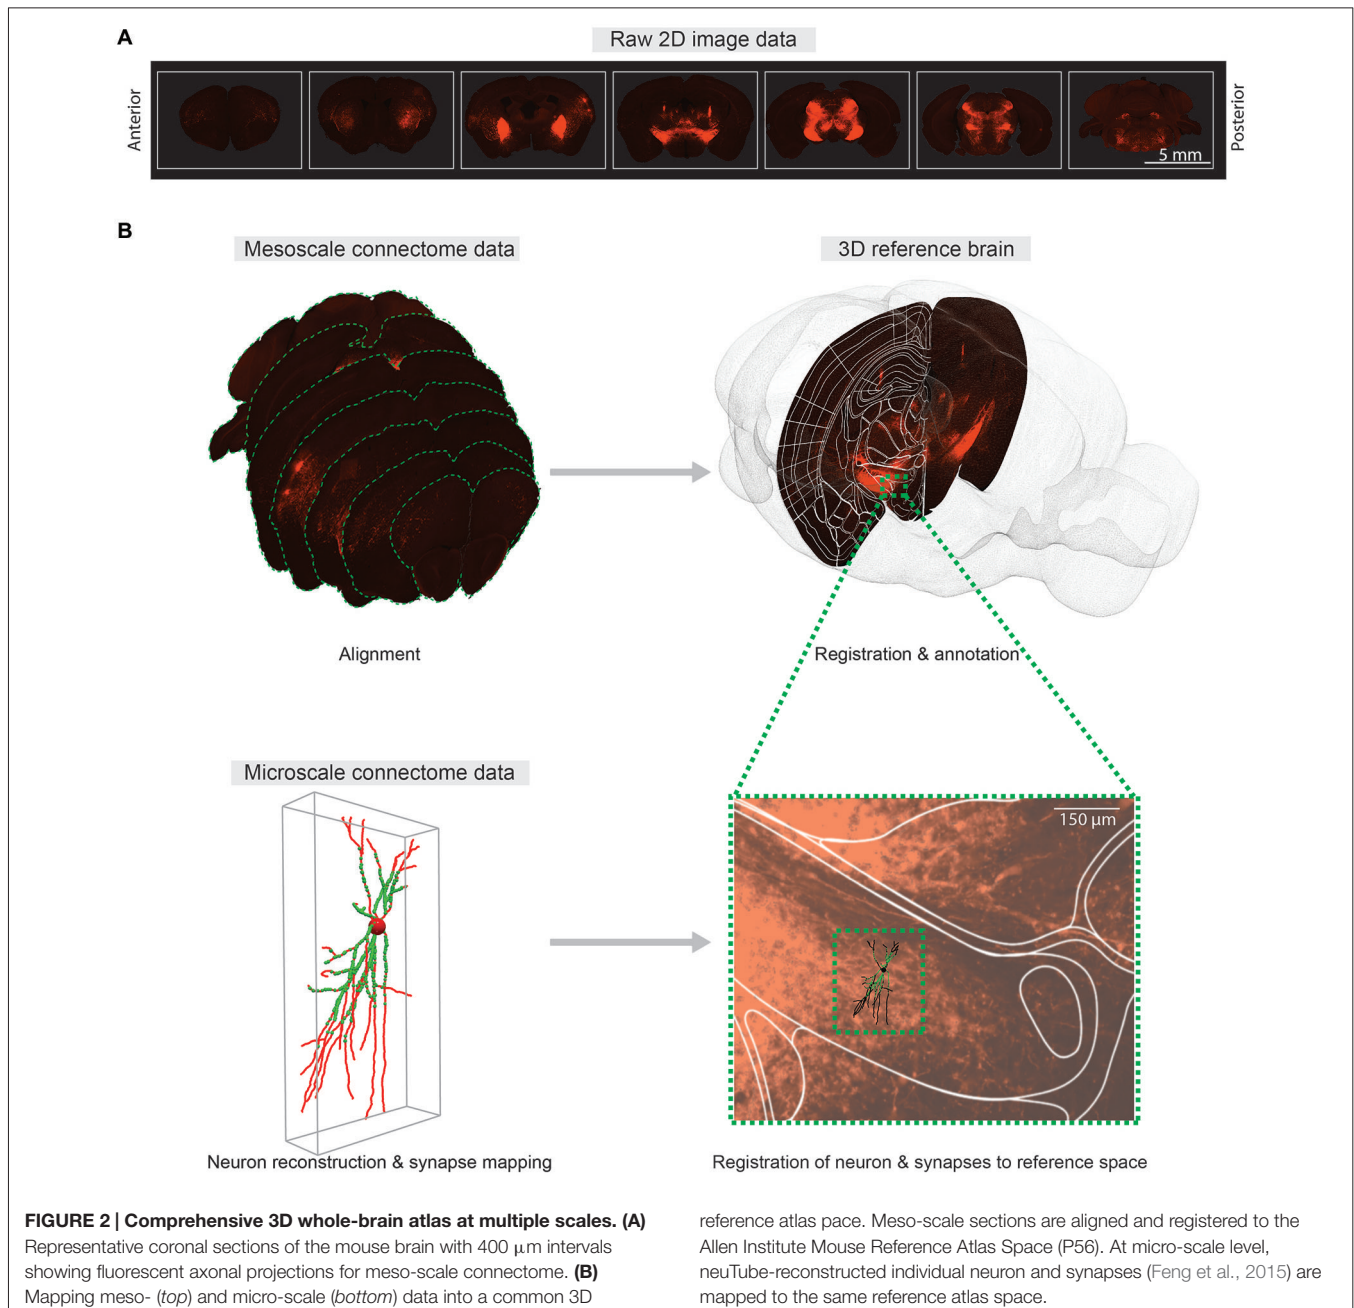 A
Raw 2D image data
Anterior
Posterior
5 mm
B
Mesoscale connectome data
3D reference brain
Alignment
Registration & annotation
Microscale connectome data
150 μm
Neuron reconstruction & synapse mapping
Registration of neuron & synapses to reference space
FIGURE 2 | Comprehensive 3D whole-brain atlas at multiple scales. (A)
Representative coronal sections of the mouse brain with 400 μm intervals
showing fluorescent axonal projections for meso-scale connectome. (B)
Mapping meso- (top) and micro-scale (bottom) data into a common 3D
reference atlas pace. Meso-scale sections are aligned and registered to the
Allen Institute Mouse Reference Atlas Space (P56). At micro-scale level,
neuTube-reconstructed individual neuron and synapses (Feng et al., 2015) are
mapped to the same reference atlas space.